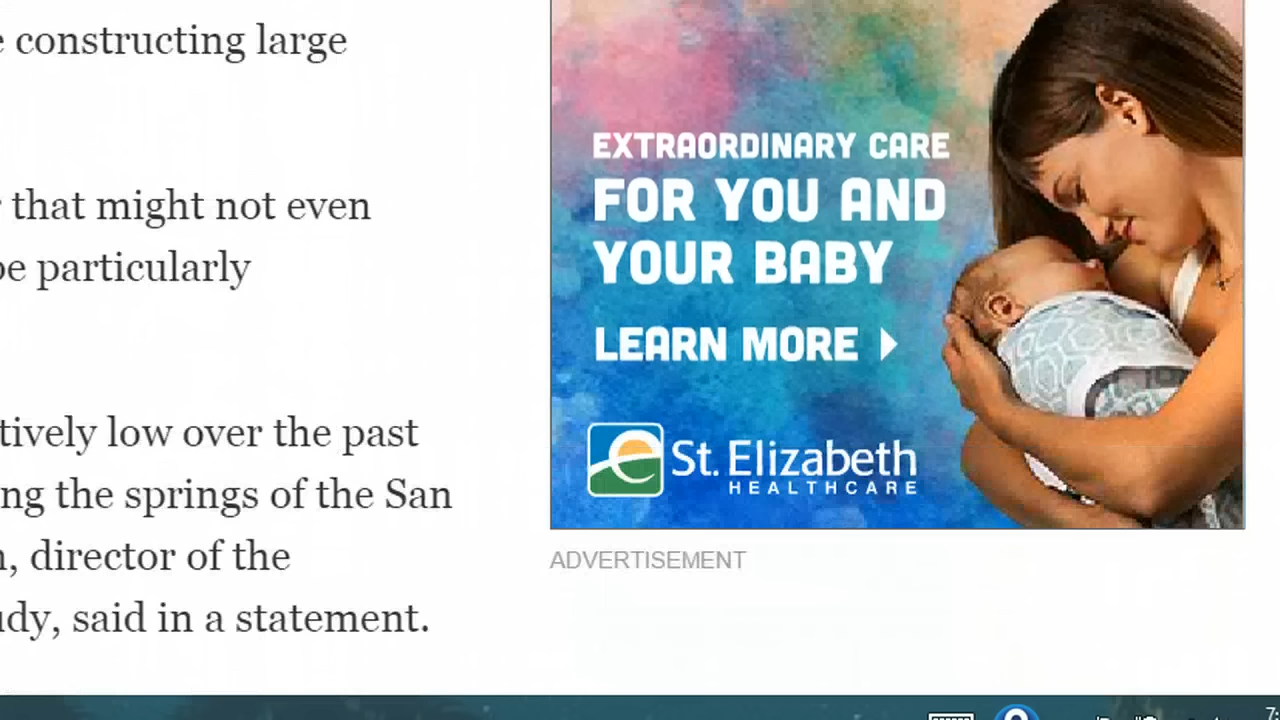 constructing large
that might not even
be particularly
tively low over the past
ng the springs of the San
, director of the
udy, said in a statement.
EXTRAORDINARY CARE
FOR YOU AND
YOUR BABY
LEARN MORE
St. Elizabeth
HEALTHCARE
ADVERTISEMENT